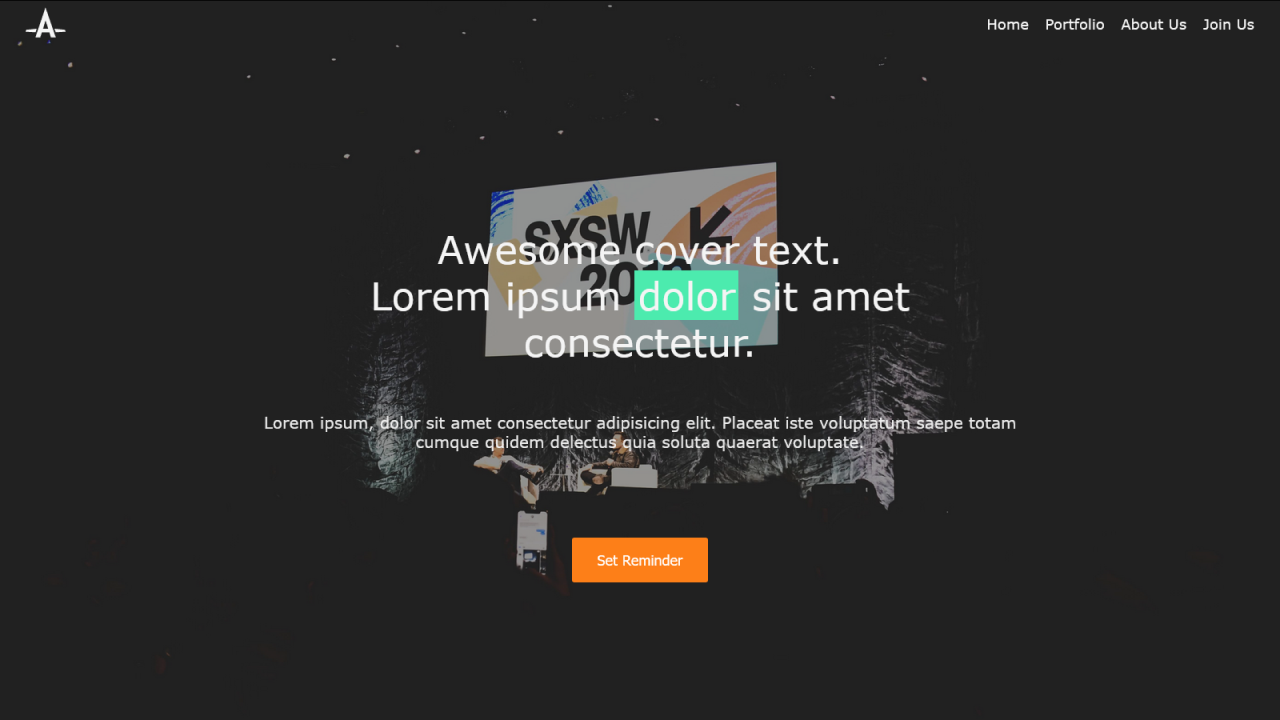 A
Home Portfolio About Us Join Us
SXSW
Awesome cover text.
Lorem ipsum dolor sit amet
consectetur.
Lorem ipsum, dolor sit amet consectetur adipisicing elit. Placeat iste voluptatum saepe totam
cumque quidem delectus quia soluta quaerat voluptate.
Set Reminder